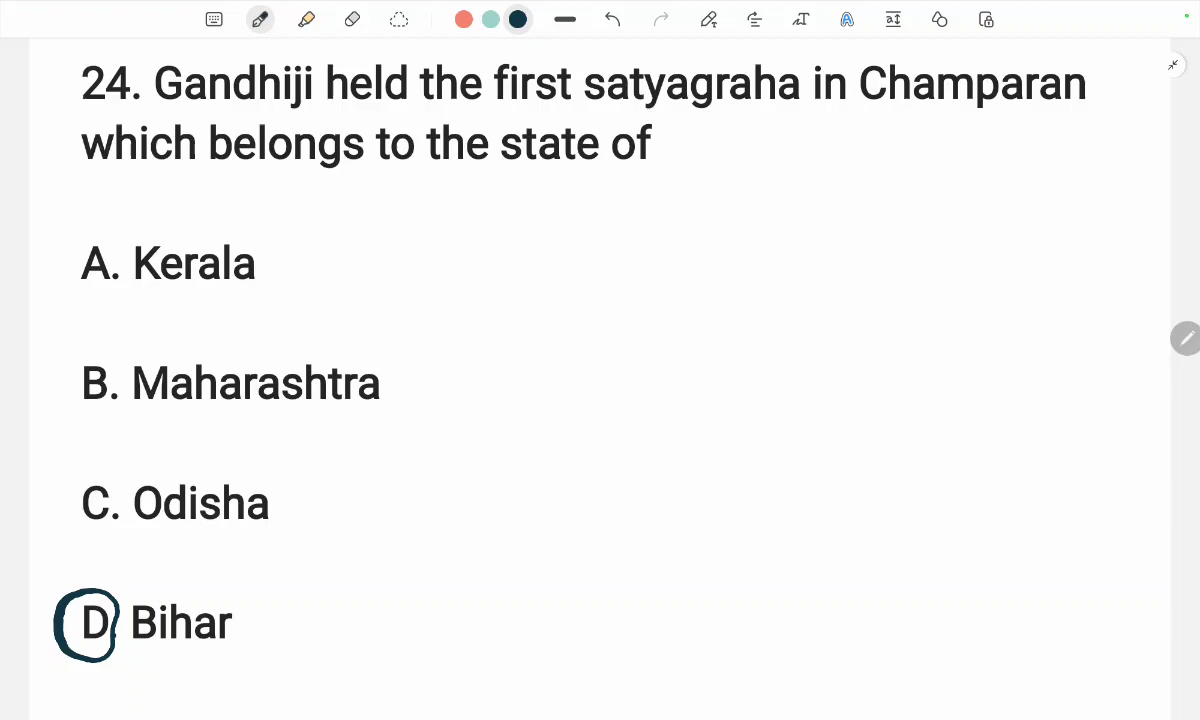 24. Gandhiji held the first satyagraha in Champaran
which belongs to the state of
A. Kerala
B. Maharashtra
C. Odisha
D. Bihar